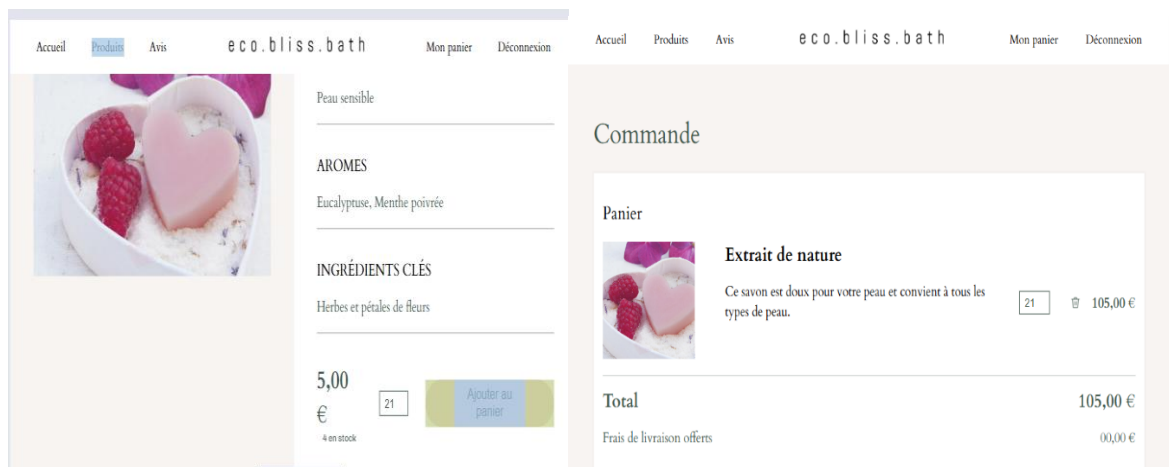 Accueil Produits Avis eco.bliss.bath Mon panier Déconnexion
Peau sensible
AROMES
Eucalyptuse, Menthe poivrée
INGRÉDIENTS CLÉS
Herbes et pétales de fleurs
5,00
€
21
Ajouter au
panier
4 en stock
Accueil Produits Avis eco.bliss.bath Mon panier Déconnexion
Commande
Panier
Extrait de nature
Ce savon est doux pour votre peau et convient à tous les
types de peau.
21 105,00 €
Total 105,00 €
Frais de livraison offerts 00,00 €